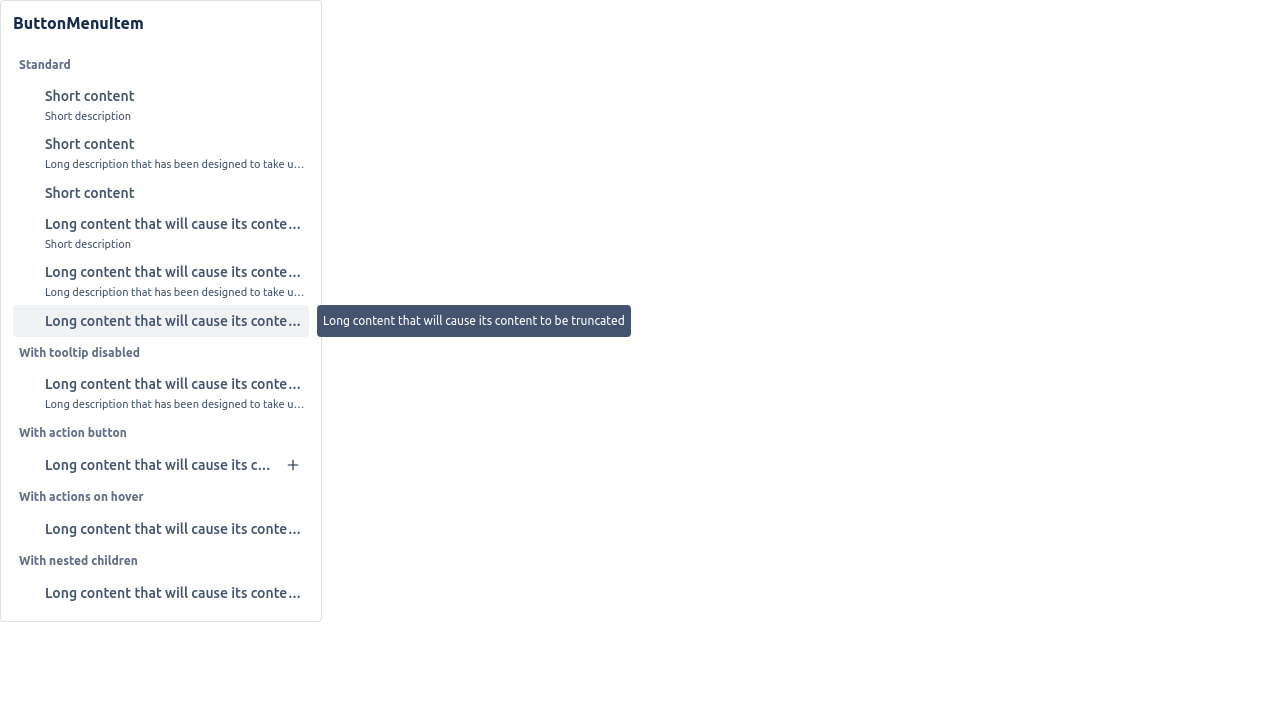 ButtonMenuItem
Standard
Short content
Short description
Short content
Long description that has been designed to take u…
Short content
Long content that will cause its conte…
Short description
Long content that will cause its conte…
Long description that has been designed to take u…
Long content that will cause its conte…
Long content that will cause its content to be truncated
With tooltip disabled
Long content that will cause its conte…
Long description that has been designed to take u…
With action button
Long content that will cause its c…
With actions on hover
Long content that will cause its conte…
With nested children
Long content that will cause its conte…